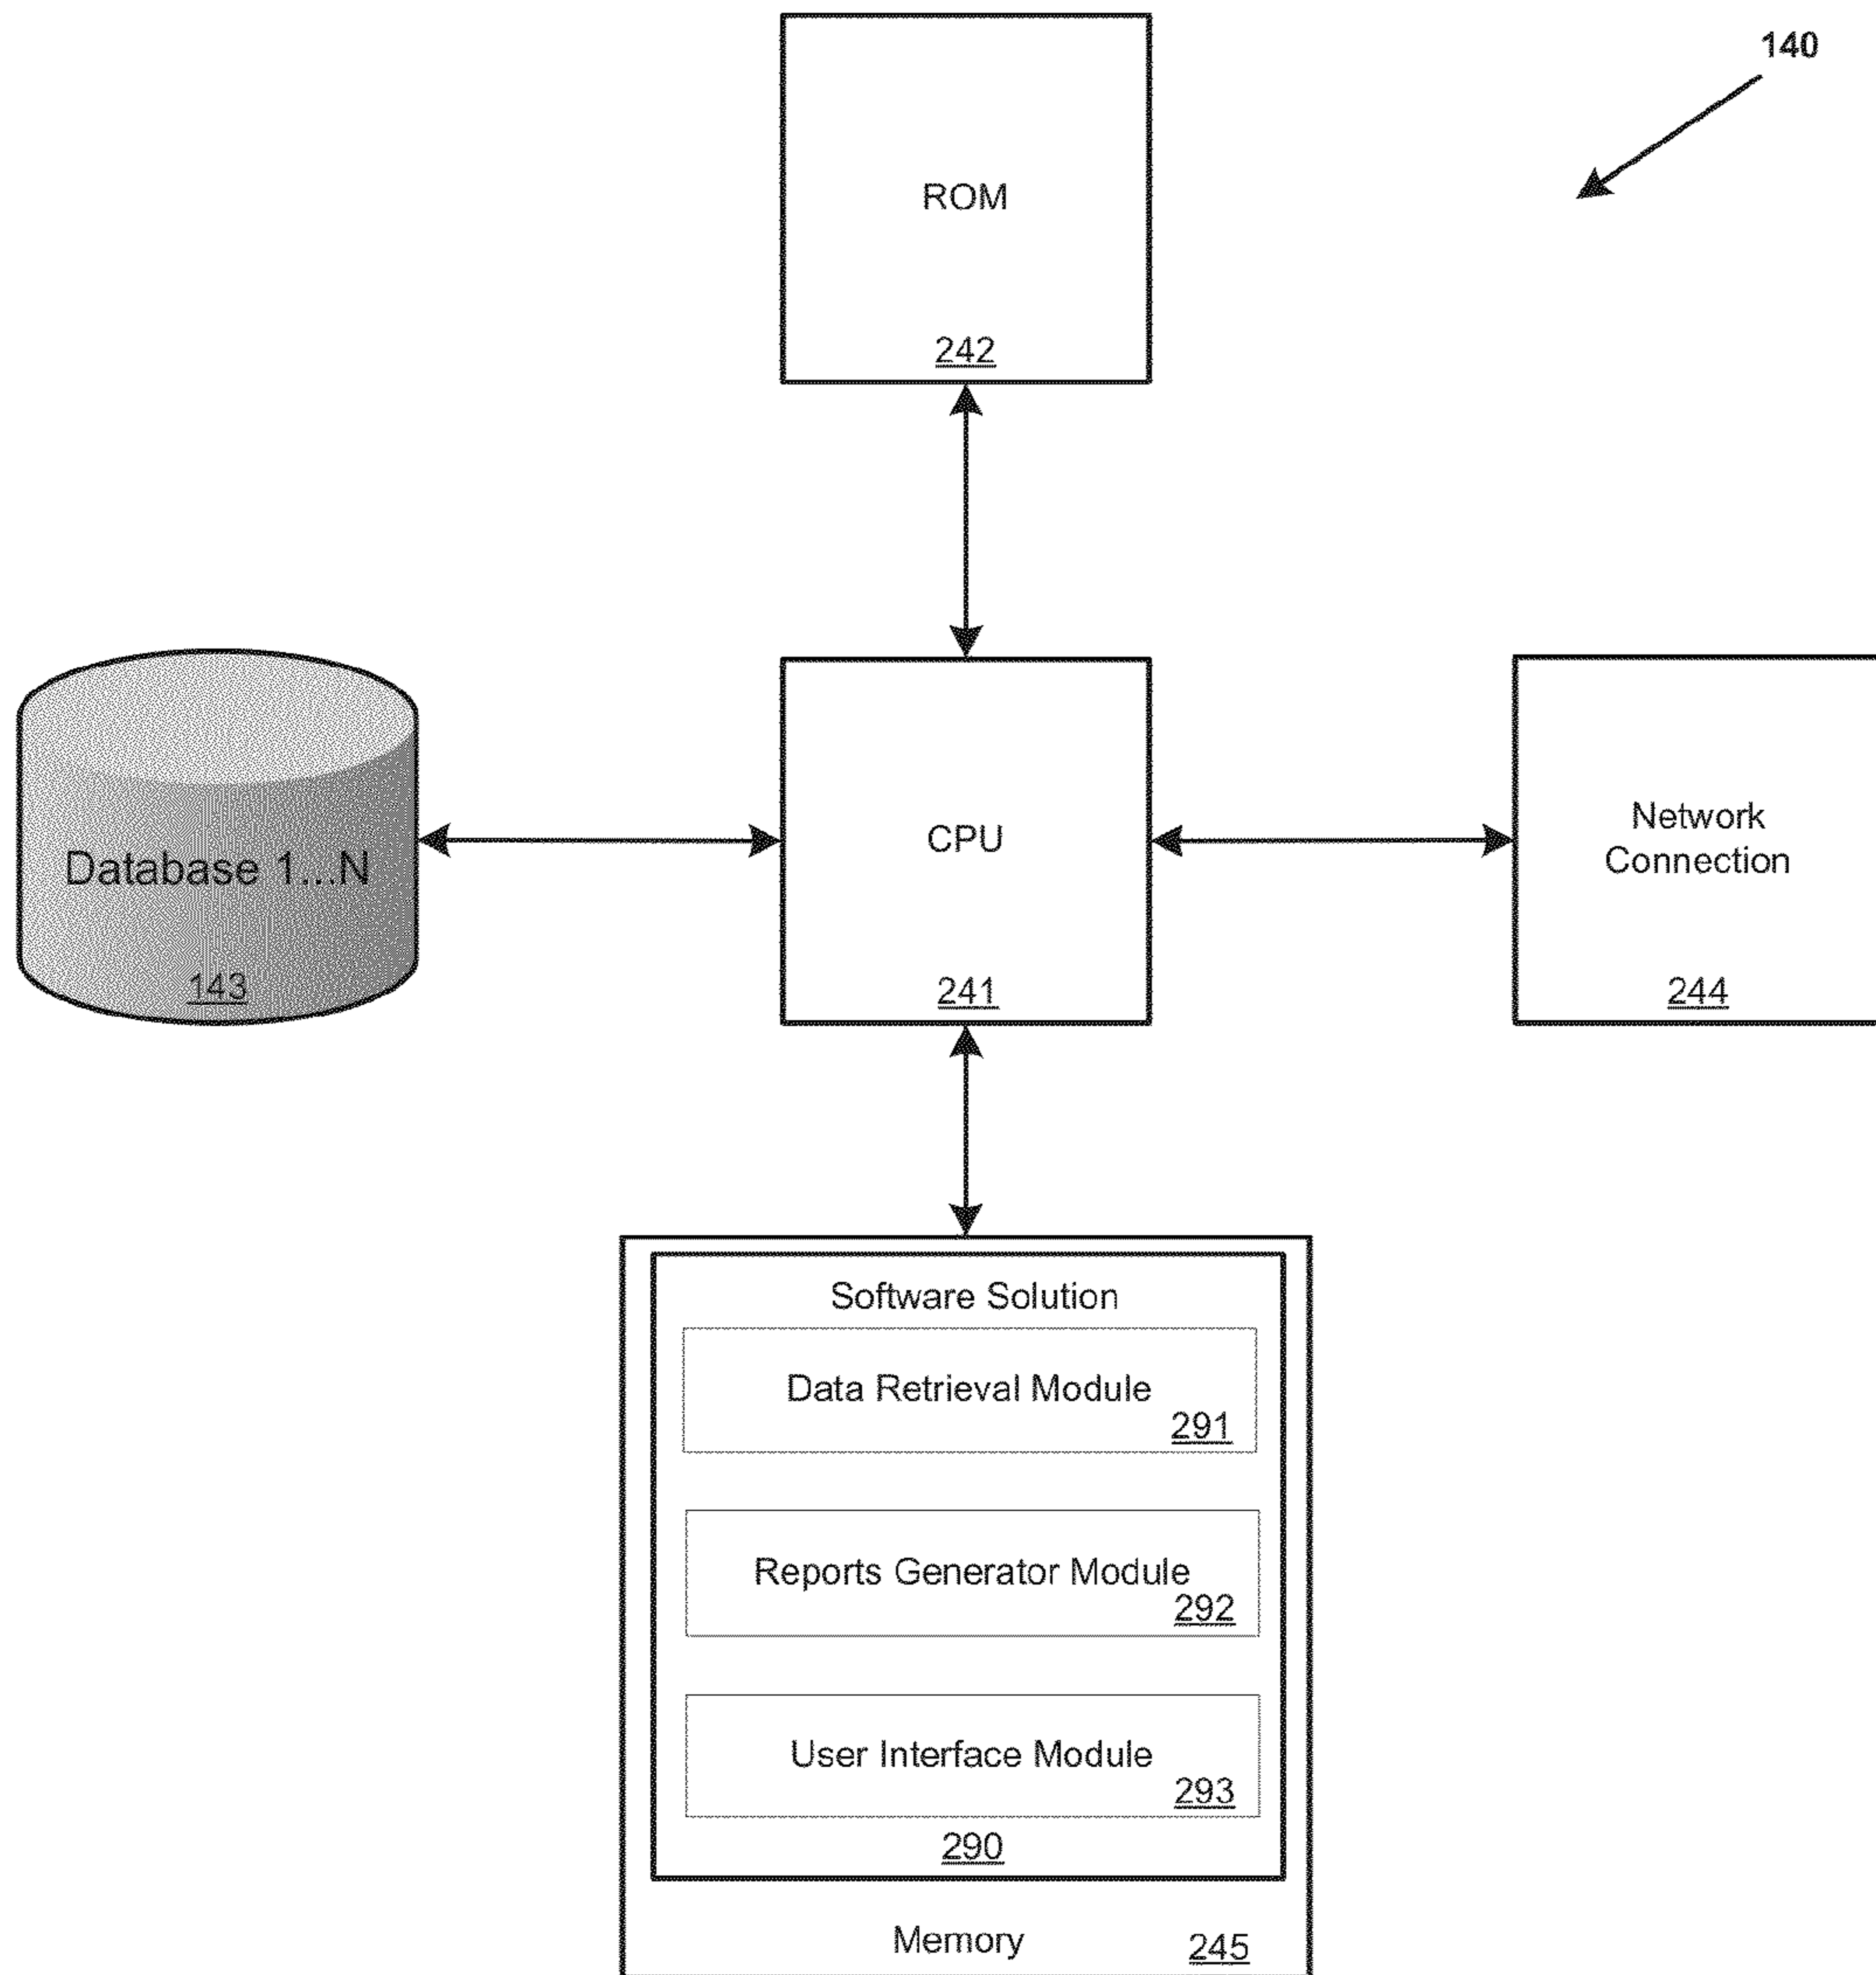 140
ROM
242
Database 1...N
143
CPU
241
Network
Connection
244
Software Solution
Data Retrieval Module
291
Reports Generator Module
292
User Interface Module
293
290
Memory
245